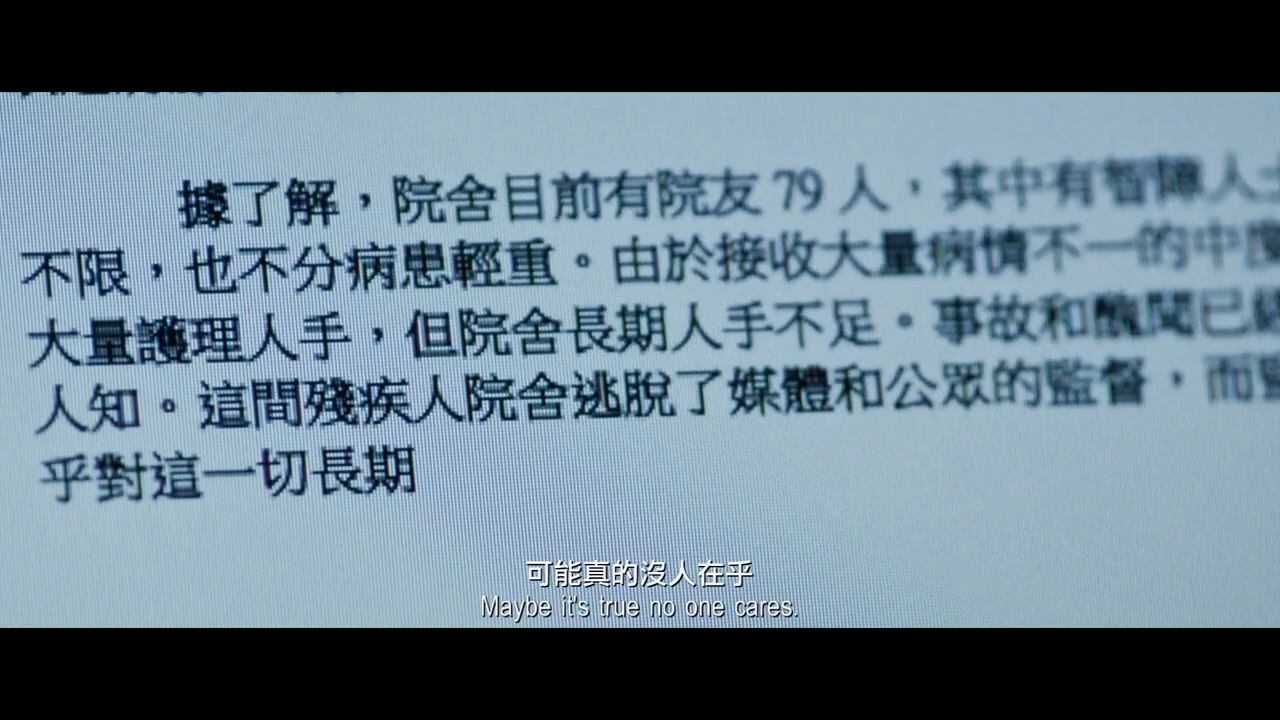 據了解，院舍目前有院友 79 人，其中有智障人士
不限，也不分病患輕重。由於接收大量病情不一的中度
大量護理人手，但院舍長期人手不足。事故和醜聞已經
人知。這間殘疾人院舍逃脫了媒體和公眾的監督，而監
乎對這一切長期
可能真的沒人在乎
Maybe it's true no one cares.